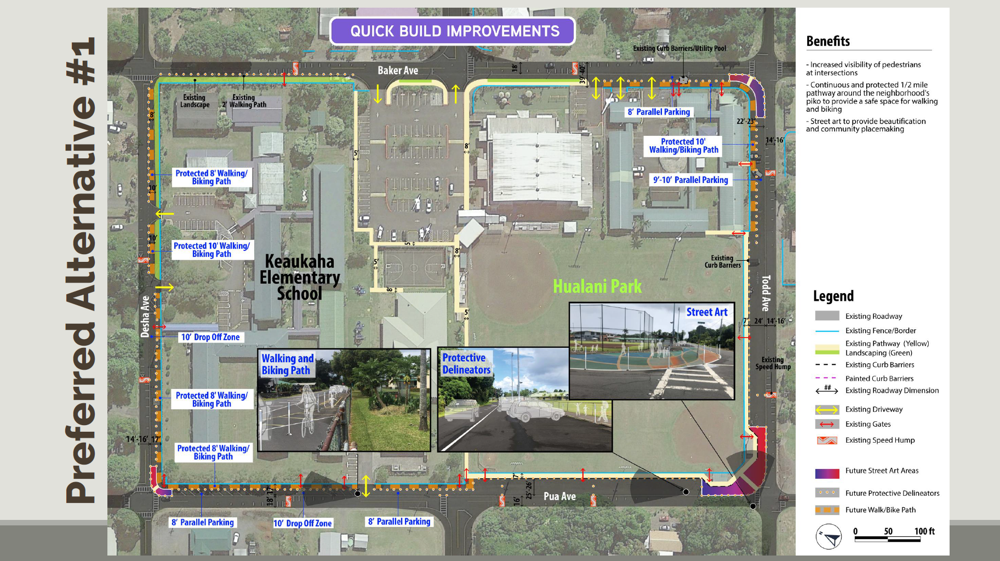 Preferred Alternative #1
QUICK BUILD IMPROVEMENTS
Existing Curb Barriers/Utility Pool
Baker Ave
18'
39'-40'
Existing
Landscape
Existing
2' Walking Path
8'
5'
8'
8' Parallel Parking
22'-23'
Protected 10'
Walking/Biking Path
14'-16'
9'-10' Parallel Parking
Protected 8' Walking/
Biking Path
10'
10'
Protected 10' Walking/
Biking Path
5'
8'
5'
8'
Keaukaha
Elementary
School
Existing
Curb Barriers
Hualani Park
Todd Ave
Desha Ave
5'
7'
24'
14'-16'
10' Drop Off Zone
Street Art
Walking and
Biking Path
Protective
Delineators
Existing
Speed Hump
Protected 8' Walking/
Biking Path
14'-16'
17'
Protected 8' Walking/
Biking Path
7'
18'
17'
16'
25'-26'
Pua Ave
8' Parallel Parking
10' Drop Off Zone
8' Parallel Parking
Benefits
- Increased visibility of pedestrians
at intersections
- Continuous and protected 1/2 mile
pathway around the neighborhood's
piko to provide a safe space for walking
and biking
- Street art to provide beautification
and community placemaking
Legend
Existing Roadway
Existing Fence/Border
Existing Pathway (Yellow)
Landscaping (Green)
Existing Curb Barriers
Painted Curb Barriers
##
Existing Roadway Dimension
Existing Driveway
Existing Gates
Existing Speed Hump
Future Street Art Areas
Future Protective Delineators
Future Walk/Bike Path
N
0 50 100 ft